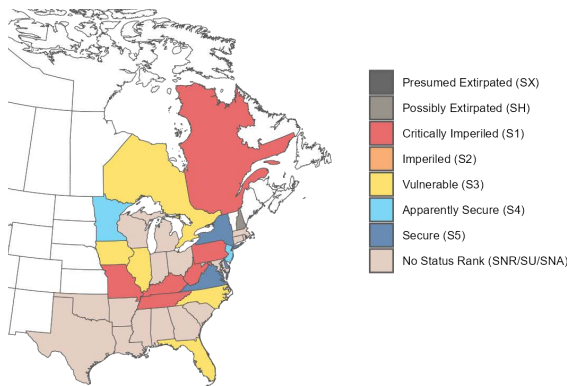 Presumed Extirpated (SX)
Possibly Extirpated (SH)
Critically Imperiled (S1)
Imperiled (S2)
Vulnerable (S3)
Apparently Secure (S4)
Secure (S5)
No Status Rank (SNR/SU/SNA)